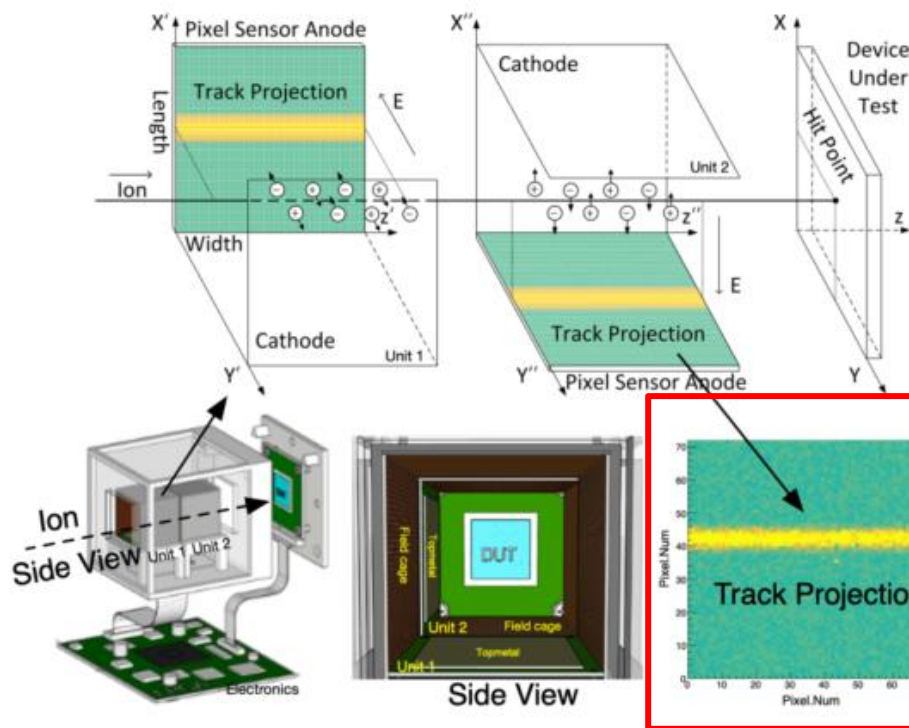 X'
Pixel Sensor Anode
Track Projection
Length
E
Ion
z'
Width
Cathode
Unit 1
Y'
X''
Cathode
Unit 2
z''
E
Track Projection
Y''
Pixel Sensor Anode
X
Device
Under
Test
Hit Point
z
Y
Ion
Side View
Unit 1 Unit 2
Electronics
Field cage
Topmetal
DUT
Unit 2
Field cage
Unit 1
Topmetal
Side View
70
60
50
40
30
20
10
0
Pixel.Num
Track Projectio
0 10 20 30 40 50 60
Pixel.Num